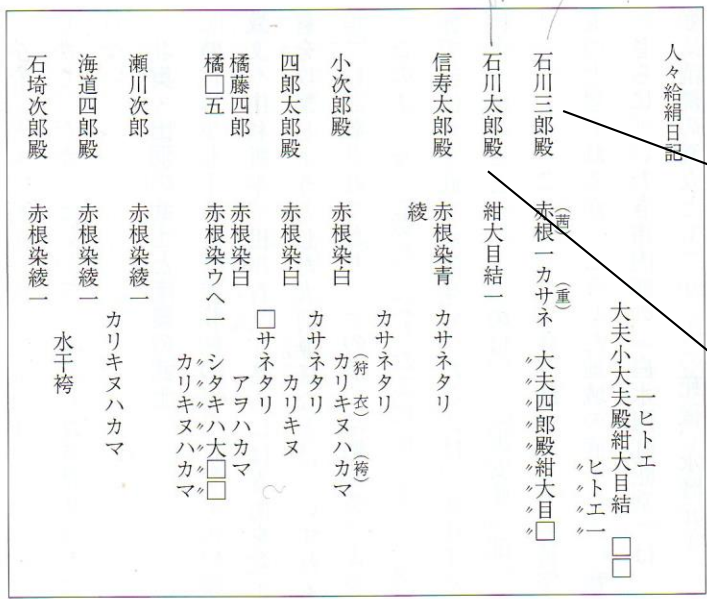 人々給絹日記
一ヒトエ
大夫小大夫殿紺大目結 □□
ヒトエ一
〃〃〃〃
石川三郎殿 赤根(茜)一カサネ(重) 大夫四郎殿紺大目□
〃〃〃〃〃〃〃〃〃
石川太郎殿 紺大目結一
信寿太郎殿 赤根染青 カサネタリ
綾
カサネタリ
小次郎殿 赤根染白 カリキヌハカマ(狩衣)(袴)
カサネタリ
四郎太郎殿 赤根染白 カリキヌ
□サネタリ
橘藤四郎 赤根染白 アヲハカマ
橘□五 赤根染ウヘ一 シタキハ大□□
〃〃〃〃〃〃〃
カリキヌハカマ
瀬川次郎 赤根染綾一
カリキヌハカマ
海道四郎殿 赤根染綾一
水干袴
石埼次郎殿 赤根染綾一